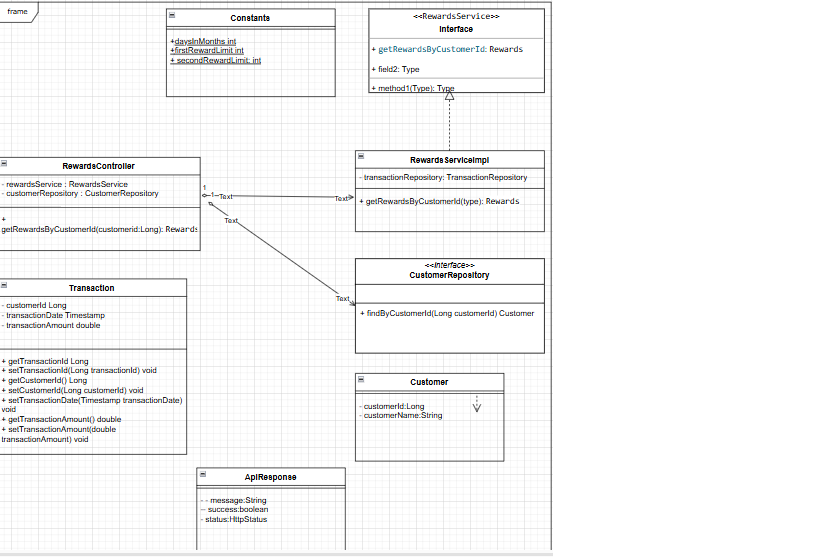 frame
Constants
+daysInMonths int
+firstRewardLimit int
+ secondRewardLimit: int
<<RewardsService>>
Interface
+ getRewardsByCustomerId: Rewards
+ field2: Type
+ method1(Type): Type
RewardsController
- rewardsService : RewardsService
- customerRepository : CustomerRepository
+
getRewardsByCustomerId(customerid:Long): Rewards
1
1
Text
Text
Text
Text
RewardsServiceImpl
- transactionRepository: TransactionRepository
+ getRewardsByCustomerId(type): Rewards
<<Interface>>
CustomerRepository
+ findByCustomerId(Long customerId) Customer
Transaction
- customerId Long
- transactionDate Timestamp
- transactionAmount double
+ getTransactionId Long
+ setTransactionId(Long transactionId) void
+ getCustomerId() Long
+ setCustomerId(Long customerId) void
+ setTransactionDate(Timestamp transactionDate)
void
+ getTransactionAmount() double
+ setTransactionAmount(double
transactionAmount) void
Customer
- customerId:Long
- customerName:String
ApiResponse
- - message:String
-- success:boolean
- status:HttpStatus